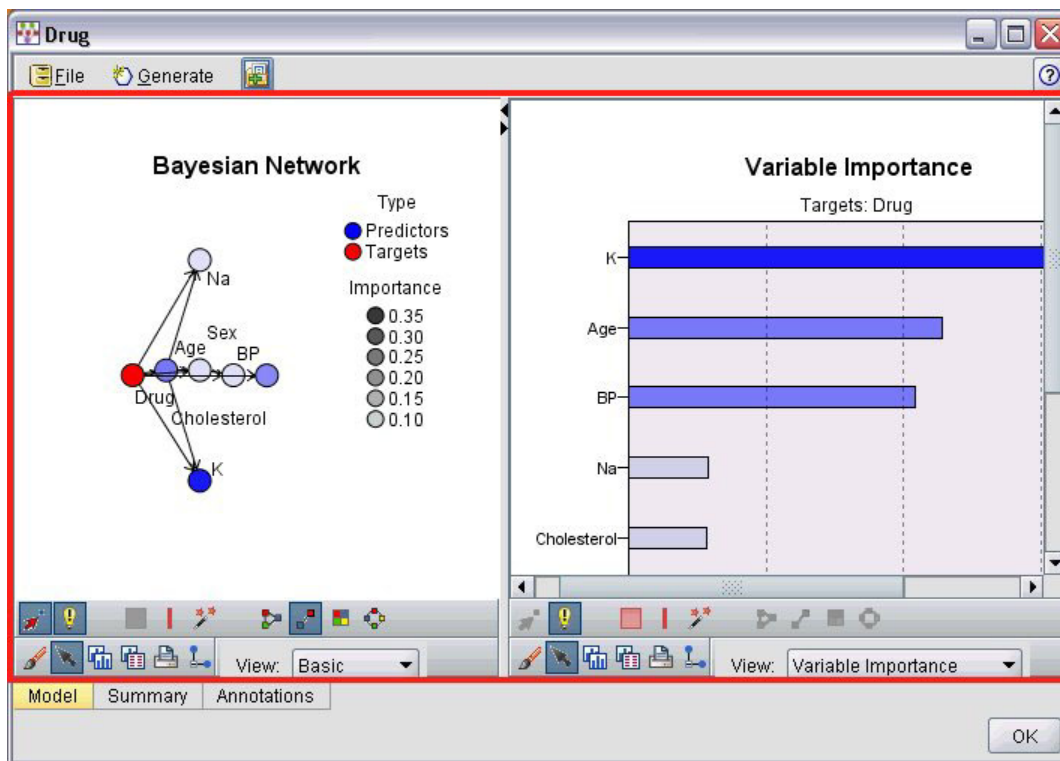 Drug
File Generate
Bayesian Network
Type
Predictors
Targets
Importance
0.35
0.30
0.25
0.20
0.15
0.10
Na
Sex
Age
BP
Drug
Cholesterol
K
View: Basic
Variable Importance
Targets: Drug
K
Age
BP
Na
Cholesterol
View: Variable Importance
Model Summary Annotations
OK